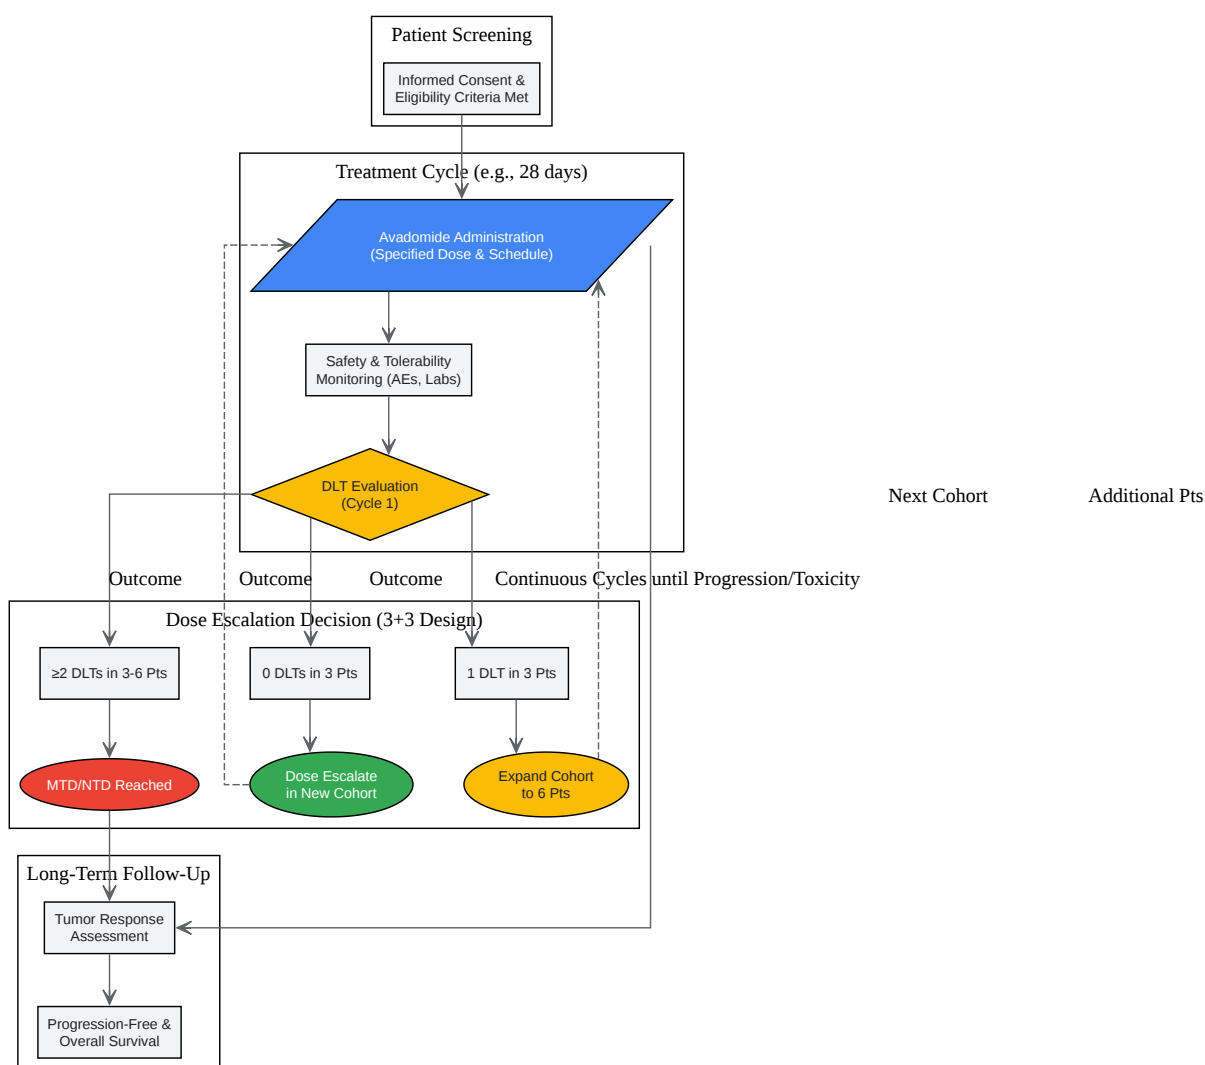 Patient Screening
Informed Consent &
Eligibility Criteria Met
Treatment Cycle (e.g., 28 days)
Avadomide Administration
(Specified Dose & Schedule)
Safety & Tolerability
Monitoring (AEs, Labs)
DLT Evaluation
(Cycle 1)
Next Cohort
Additional Pts
Outcome
Outcome
Outcome
Continuous Cycles until Progression/Toxicity
Dose Escalation Decision (3+3 Design)
≥2 DLTs in 3-6 Pts
0 DLTs in 3 Pts
1 DLT in 3 Pts
MTD/NTD Reached
Dose Escalate
in New Cohort
Expand Cohort
to 6 Pts
Long-Term Follow-Up
Tumor Response
Assessment
Progression-Free &
Overall Survival